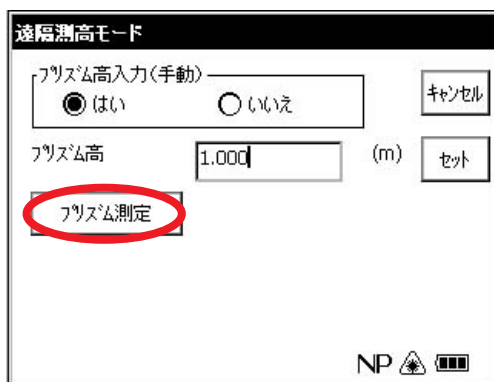 遠隔測高モード
プリズム高入力(手動)
はい いいえ
キャンセル
プリズム高 1.000 (m) セット
プリズム測定
NP